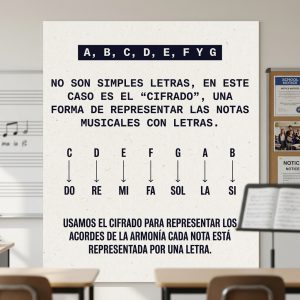 A, B, C, D, E, F Y G
NO SON SIMPLES LETRAS, EN ESTE
CASO ES EL “CIFRADO”, UNA
FORMA DE REPRESENTAR LAS NOTAS
MUSICALES CON LETRAS.
C D E F G A B
DO RE MI FA SOL LA SI
USAMOS EL CIFRADO PARA REPRESENTAR LOS
ACORDES DE LA ARMONÍA CADA NOTA ESTÁ
REPRESENTADA POR UNA LETRA.
SCHOOL
NOTICE